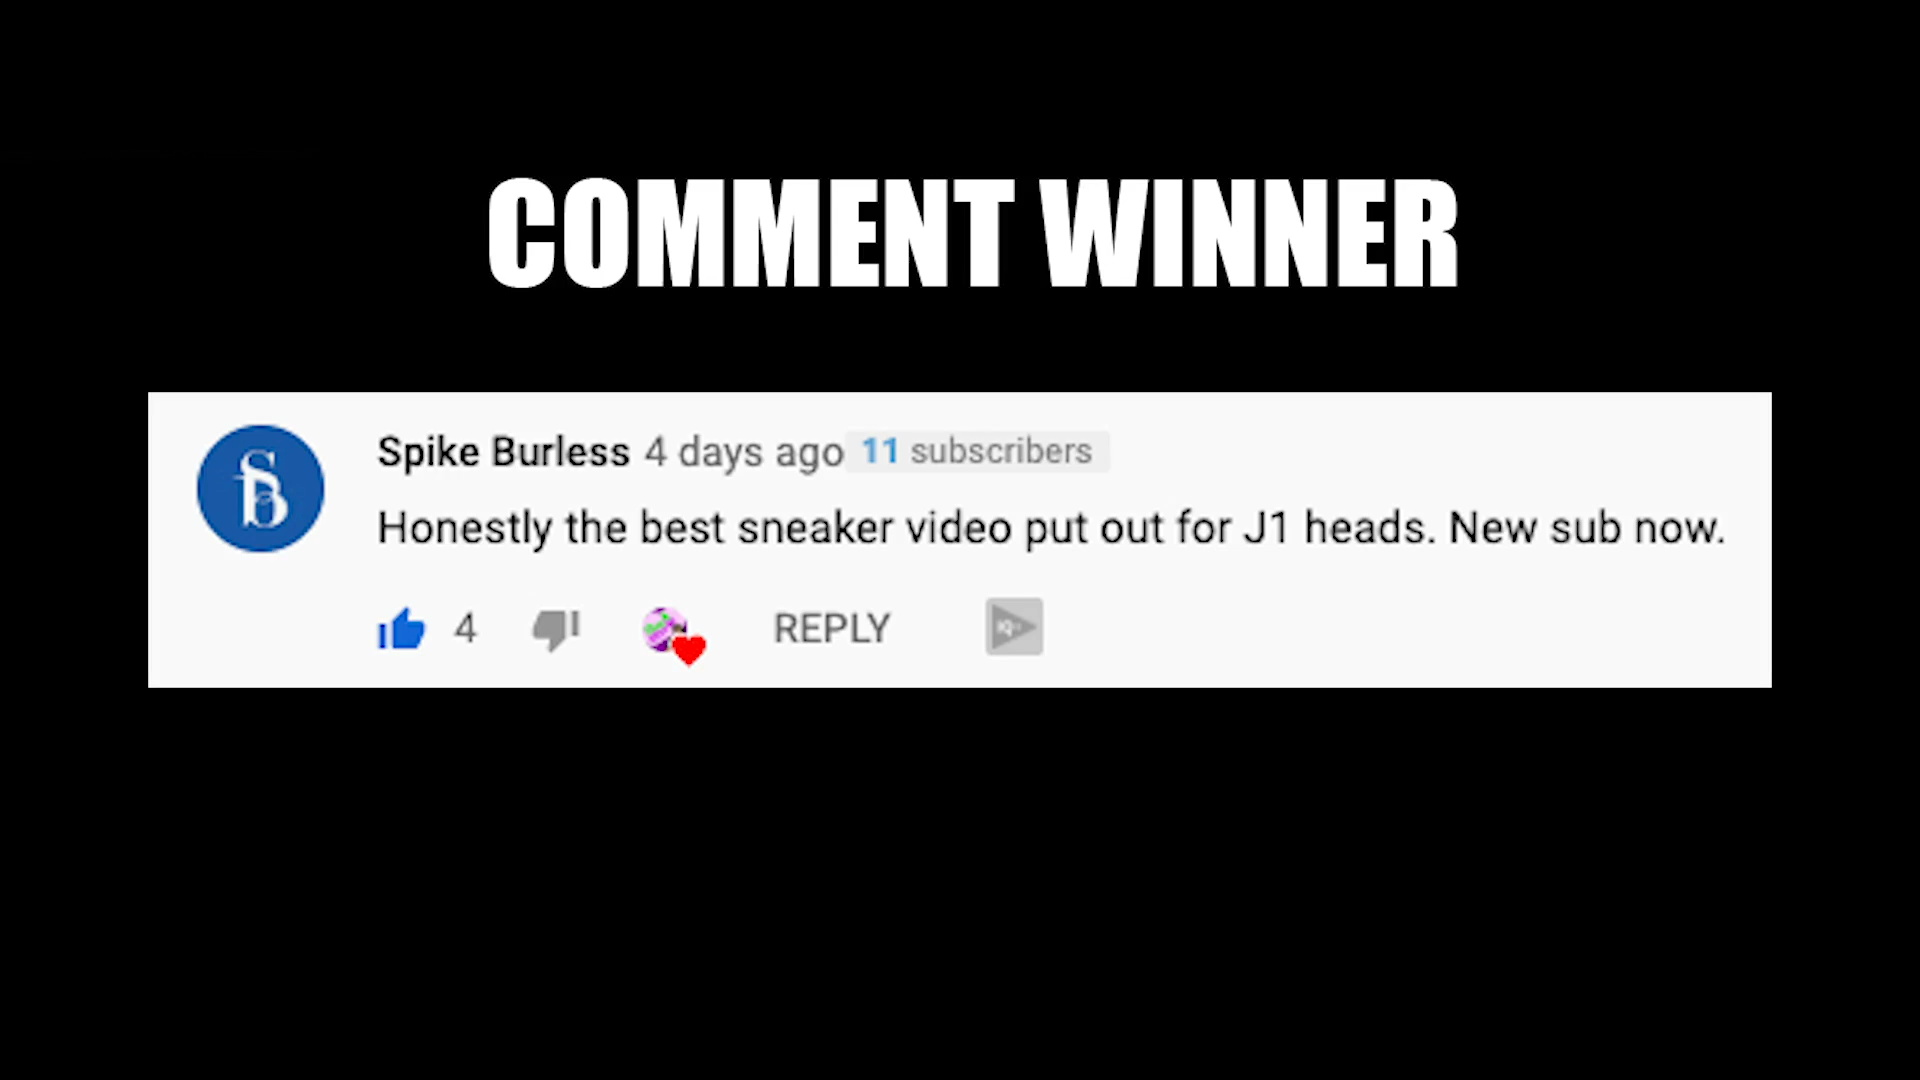 COMMENT WINNER
Spike Burless 4 days ago 11 subscribers
Honestly the best sneaker video put out for J1 heads. New sub now.
4 REPLY